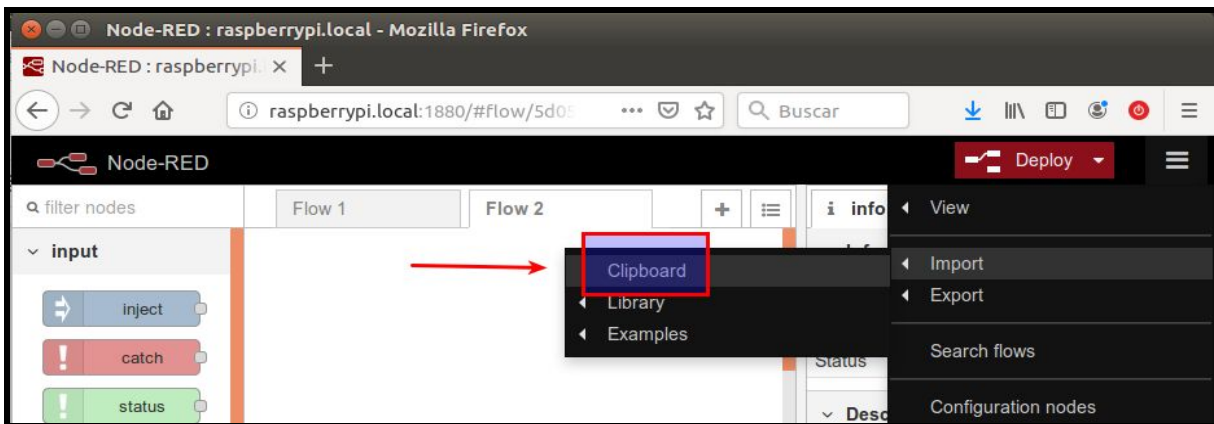 Node-RED : raspberrypi.local - Mozilla Firefox
Node-RED : raspberrypi.
raspberrypi.local:1880/#flow/5d05
Buscar
Node-RED
Deploy
filter nodes
Flow 1
Flow 2
info
View
input
Clipboard
Import
Library
Export
inject
Examples
catch
Status
Search flows
status
Desc
Configuration nodes